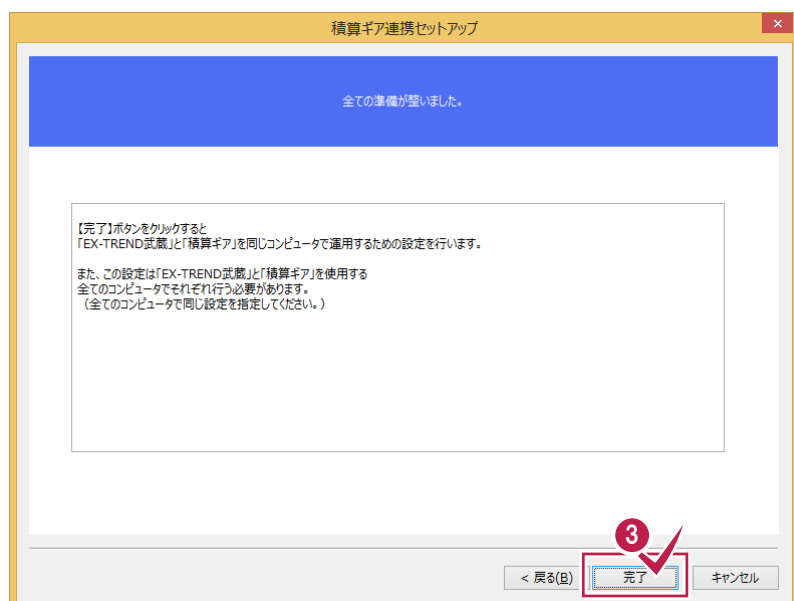 積算ギア連携セットアップ
全ての準備が整いました。
【完了】ボタンをクリックすると
「EX-TREND武蔵」と「積算ギア」を同じコンピュータで運用するための設定を行います。
また、この設定は「EX-TREND武蔵」と「積算ギア」を使用する
全てのコンピュータでそれぞれ行う必要があります。
（全てのコンピュータで同じ設定を指定してください。）
3
< 戻る(B)
完了
キャンセル